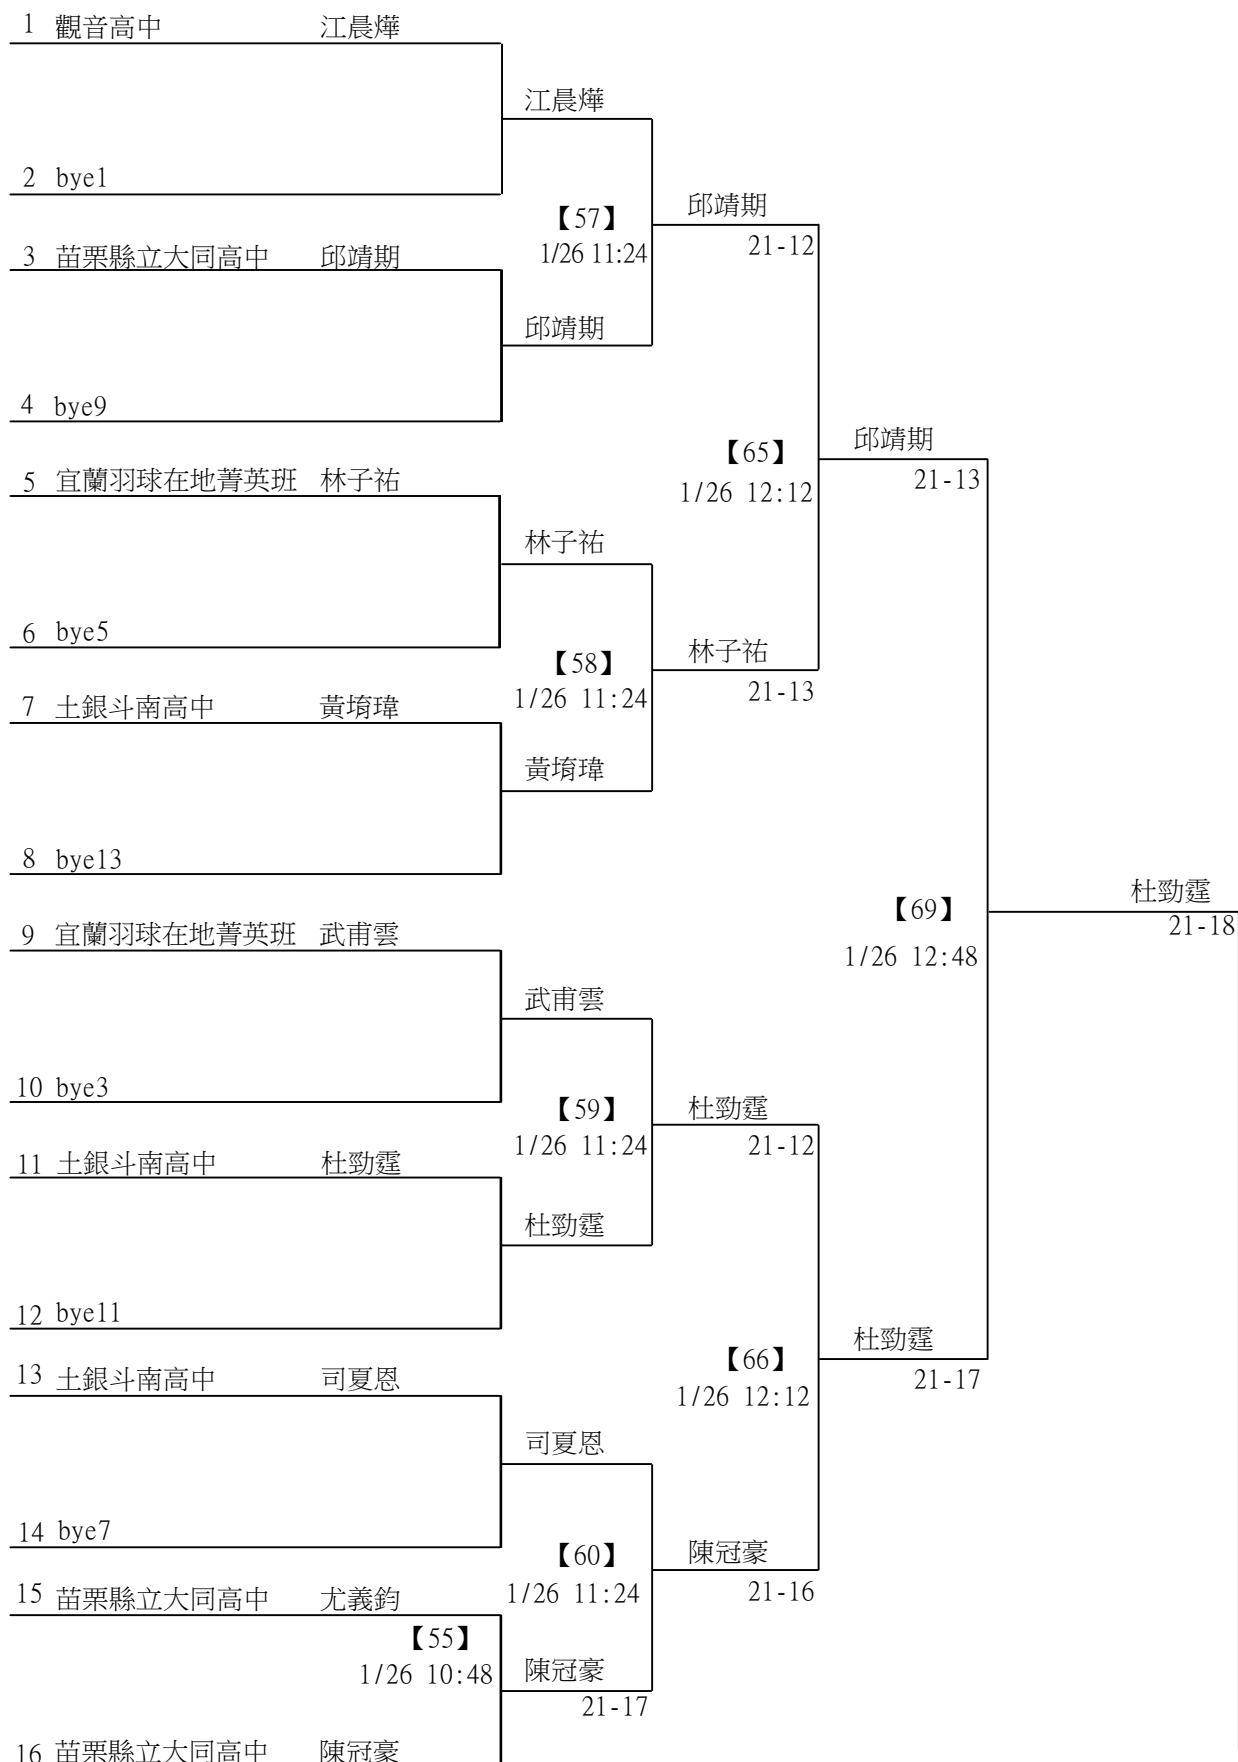 1 觀音高中 江晨燁
江晨燁
2 bye1
【57】
1/26 11:24
邱靖期
21-12
3 苗栗縣立大同高中 邱靖期
邱靖期
4 bye9
【65】
1/26 12:12
邱靖期
21-13
5 宜蘭羽球在地菁英班 林子祐
林子祐
6 bye5
【58】
1/26 11:24
林子祐
21-13
7 土銀斗南高中 黃堉瑋
黃堉瑋
8 bye13
【69】
1/26 12:48
杜勁霆
21-18
9 宜蘭羽球在地菁英班 武甫雲
武甫雲
10 bye3
【59】
1/26 11:24
杜勁霆
21-12
11 土銀斗南高中 杜勁霆
杜勁霆
12 bye11
【66】
1/26 12:12
杜勁霆
21-17
13 土銀斗南高中 司夏恩
司夏恩
14 bye7
【60】
1/26 11:24
陳冠豪
21-16
15 苗栗縣立大同高中 尤義鈞
【55】
1/26 10:48
陳冠豪
21-17
16 苗栗縣立大同高中 陳冠豪